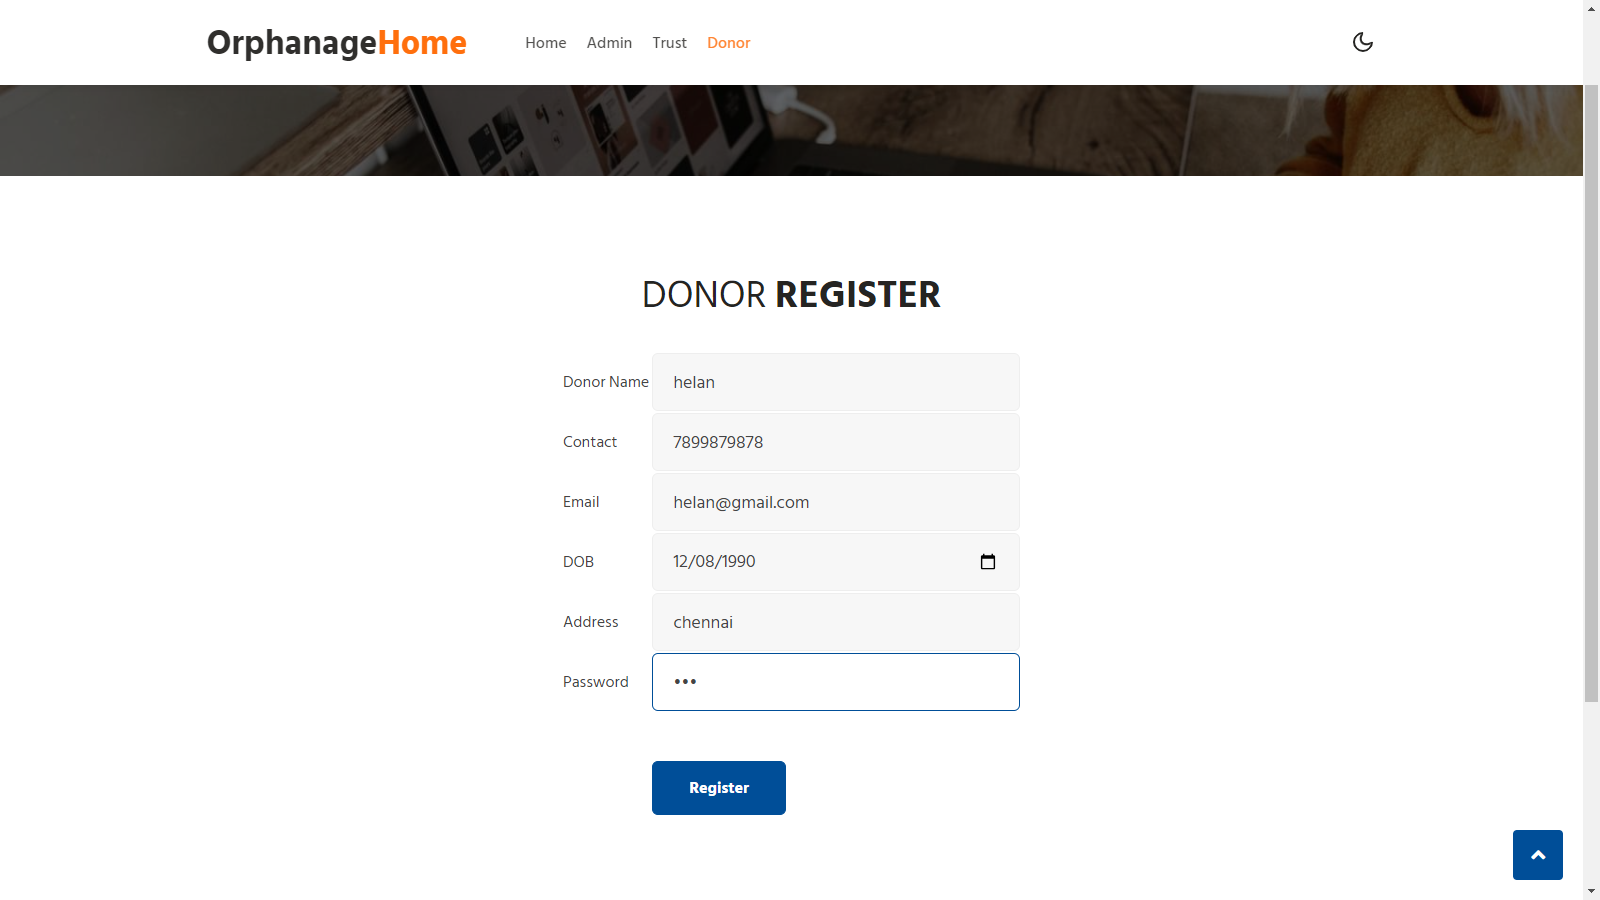 OrphanageHome Home Admin Trust Donor
DONOR REGISTER
Donor Name helan
Contact 7899879878
Email helan@gmail.com
DOB 12/08/1990
Address chennai
Password •••
Register